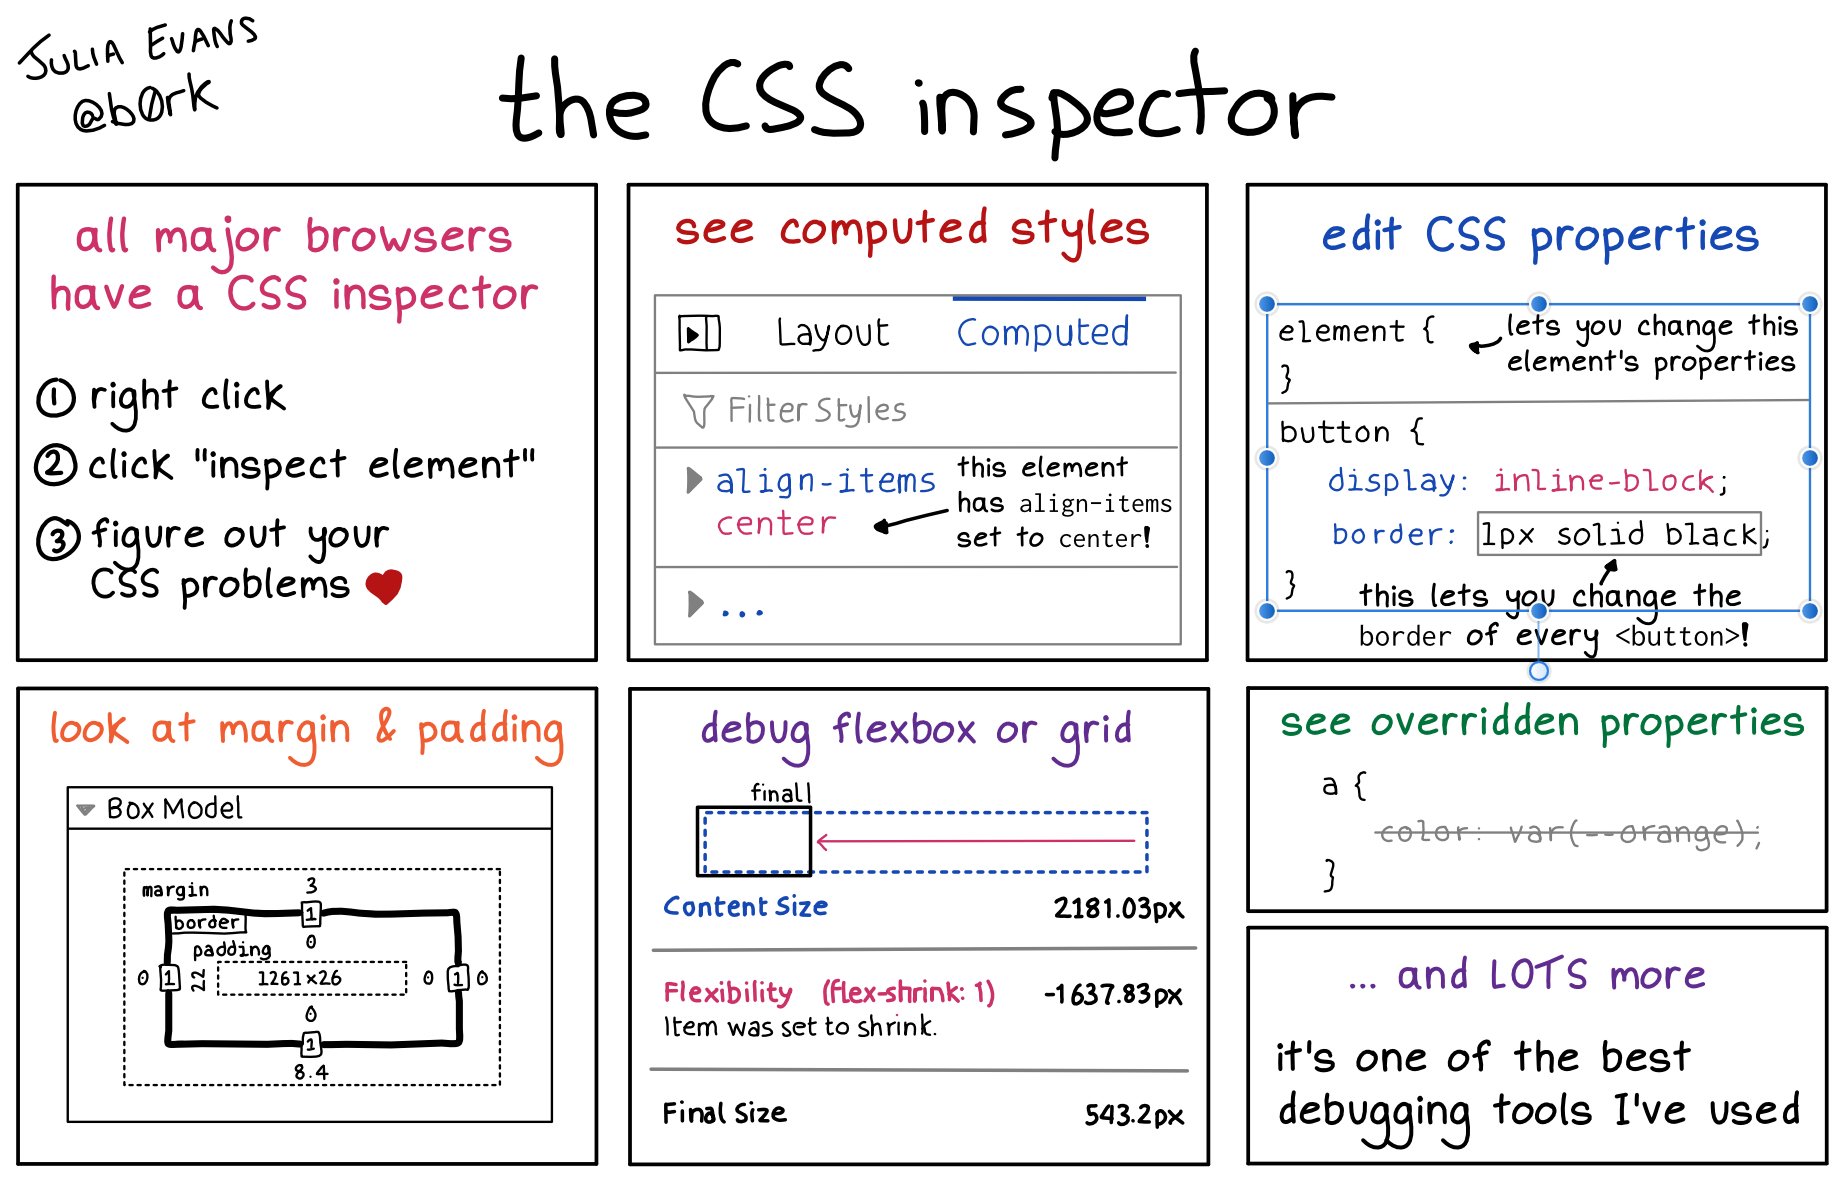 JULIA EVANS
@b0rk
the CSS inspector
all major browsers
have a CSS inspector
① right click
② click "inspect element"
③ figure out your
CSS problems
see computed styles
Layout Computed
Filter Styles
align-items
center
this element
has align-items
set to center!
...
edit CSS properties
element {
}
lets you change this
element's properties
button {
display: inline-block;
border: 1px solid black;
}
this lets you change the
border of every <button>!
look at margin & padding
Box Model
margin
3
border
1
padding
0
0 1 22 1261×26 0 1 0
0
1
8.4
debug flexbox or grid
final
Content Size 2181.03px
Flexibility (flex-shrink: 1) -1637.83px
Item was set to shrink.
Final Size 543.2px
see overridden properties
a {
color: var(--orange);
}
... and LOTS more
it's one of the best
debugging tools I've used